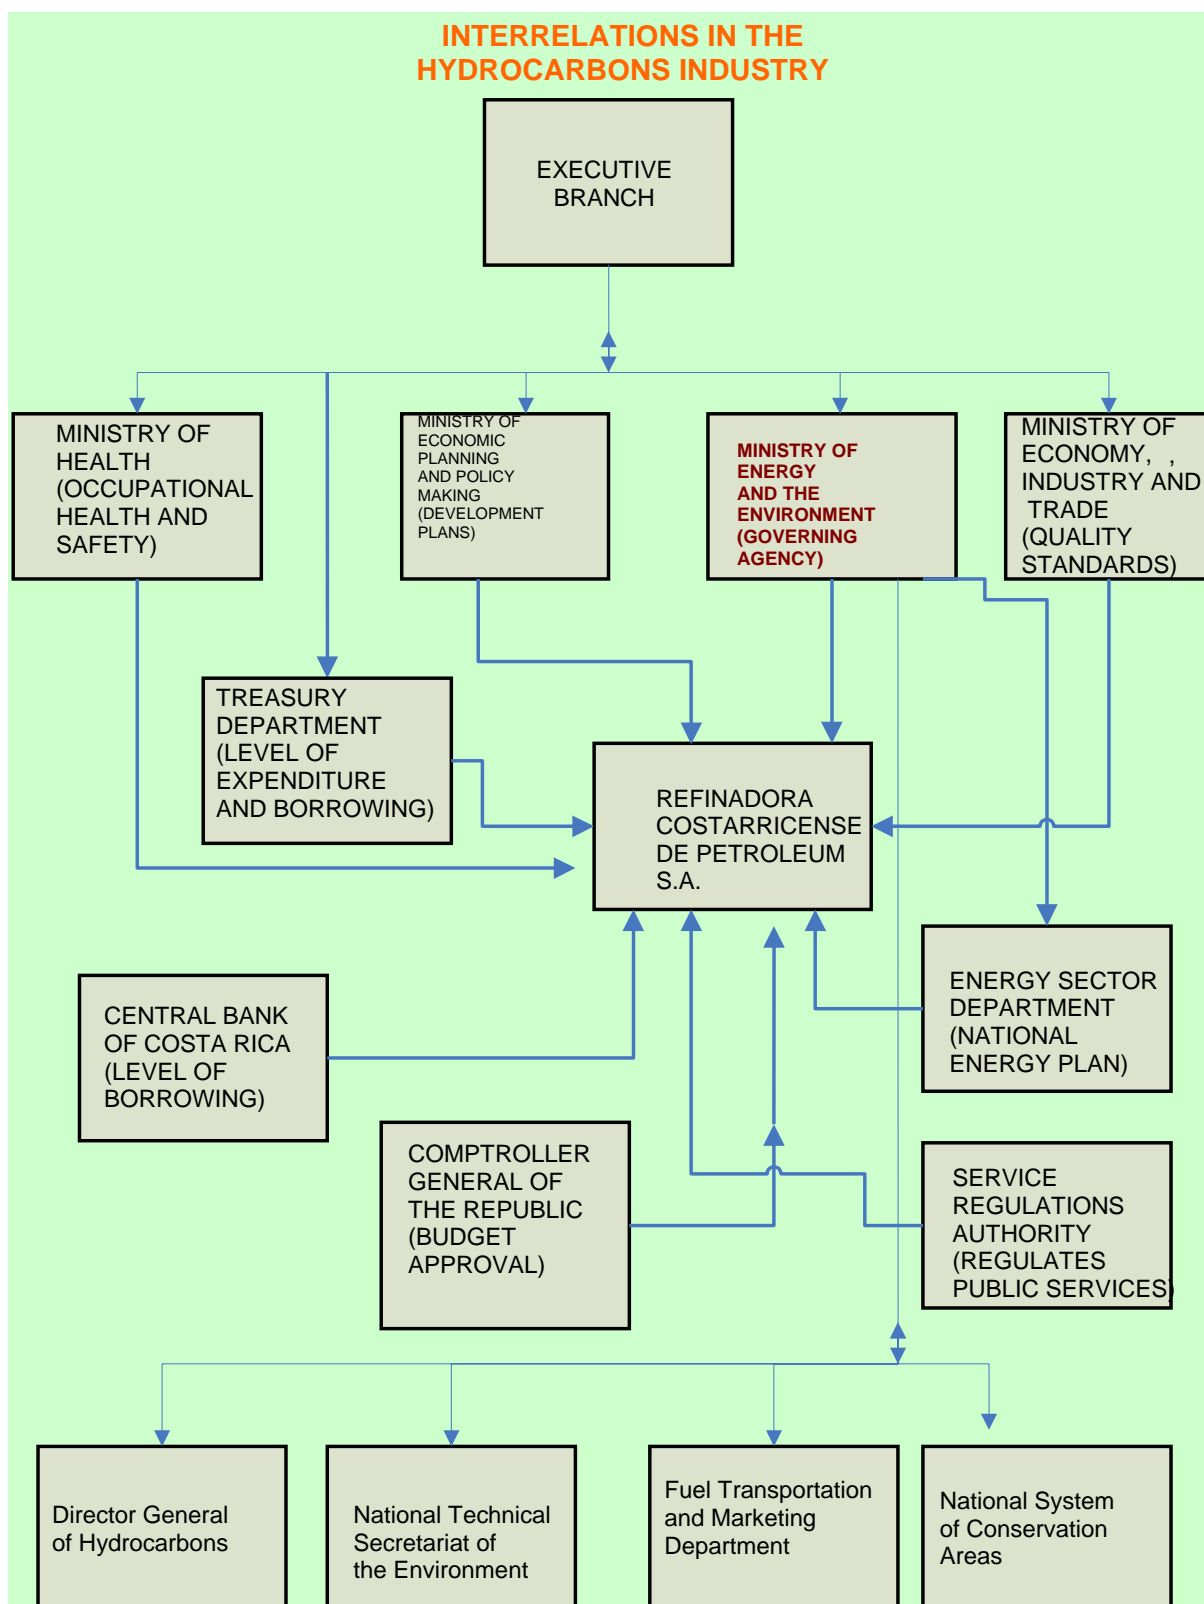 INTERRELATIONS IN THE
HYDROCARBONS INDUSTRY
EXECUTIVE
BRANCH
MINISTRY OF
HEALTH
(OCCUPATIONAL
HEALTH AND
SAFETY)
MINISTRY OF
ECONOMIC
PLANNING
AND POLICY
MAKING
(DEVELOPMENT
PLANS)
MINISTRY OF
ENERGY
AND THE
ENVIRONMENT
(GOVERNING
AGENCY)
MINISTRY OF
ECONOMY, ,
INDUSTRY AND
TRADE
(QUALITY
STANDARDS)
TREASURY
DEPARTMENT
(LEVEL OF
EXPENDITURE
AND BORROWING)
REFINADORA
COSTARRICENSE
DE PETROLEUM
S.A.
CENTRAL BANK
OF COSTA RICA
(LEVEL OF
BORROWING)
ENERGY SECTOR
DEPARTMENT
(NATIONAL
ENERGY PLAN)
COMPTROLLER
GENERAL OF
THE REPUBLIC
(BUDGET
APPROVAL)
SERVICE
REGULATIONS
AUTHORITY
(REGULATES
PUBLIC SERVICES)
Director General
of Hydrocarbons
National Technical
Secretariat of
the Environment
Fuel Transportation
and Marketing
Department
National System
of Conservation
Areas